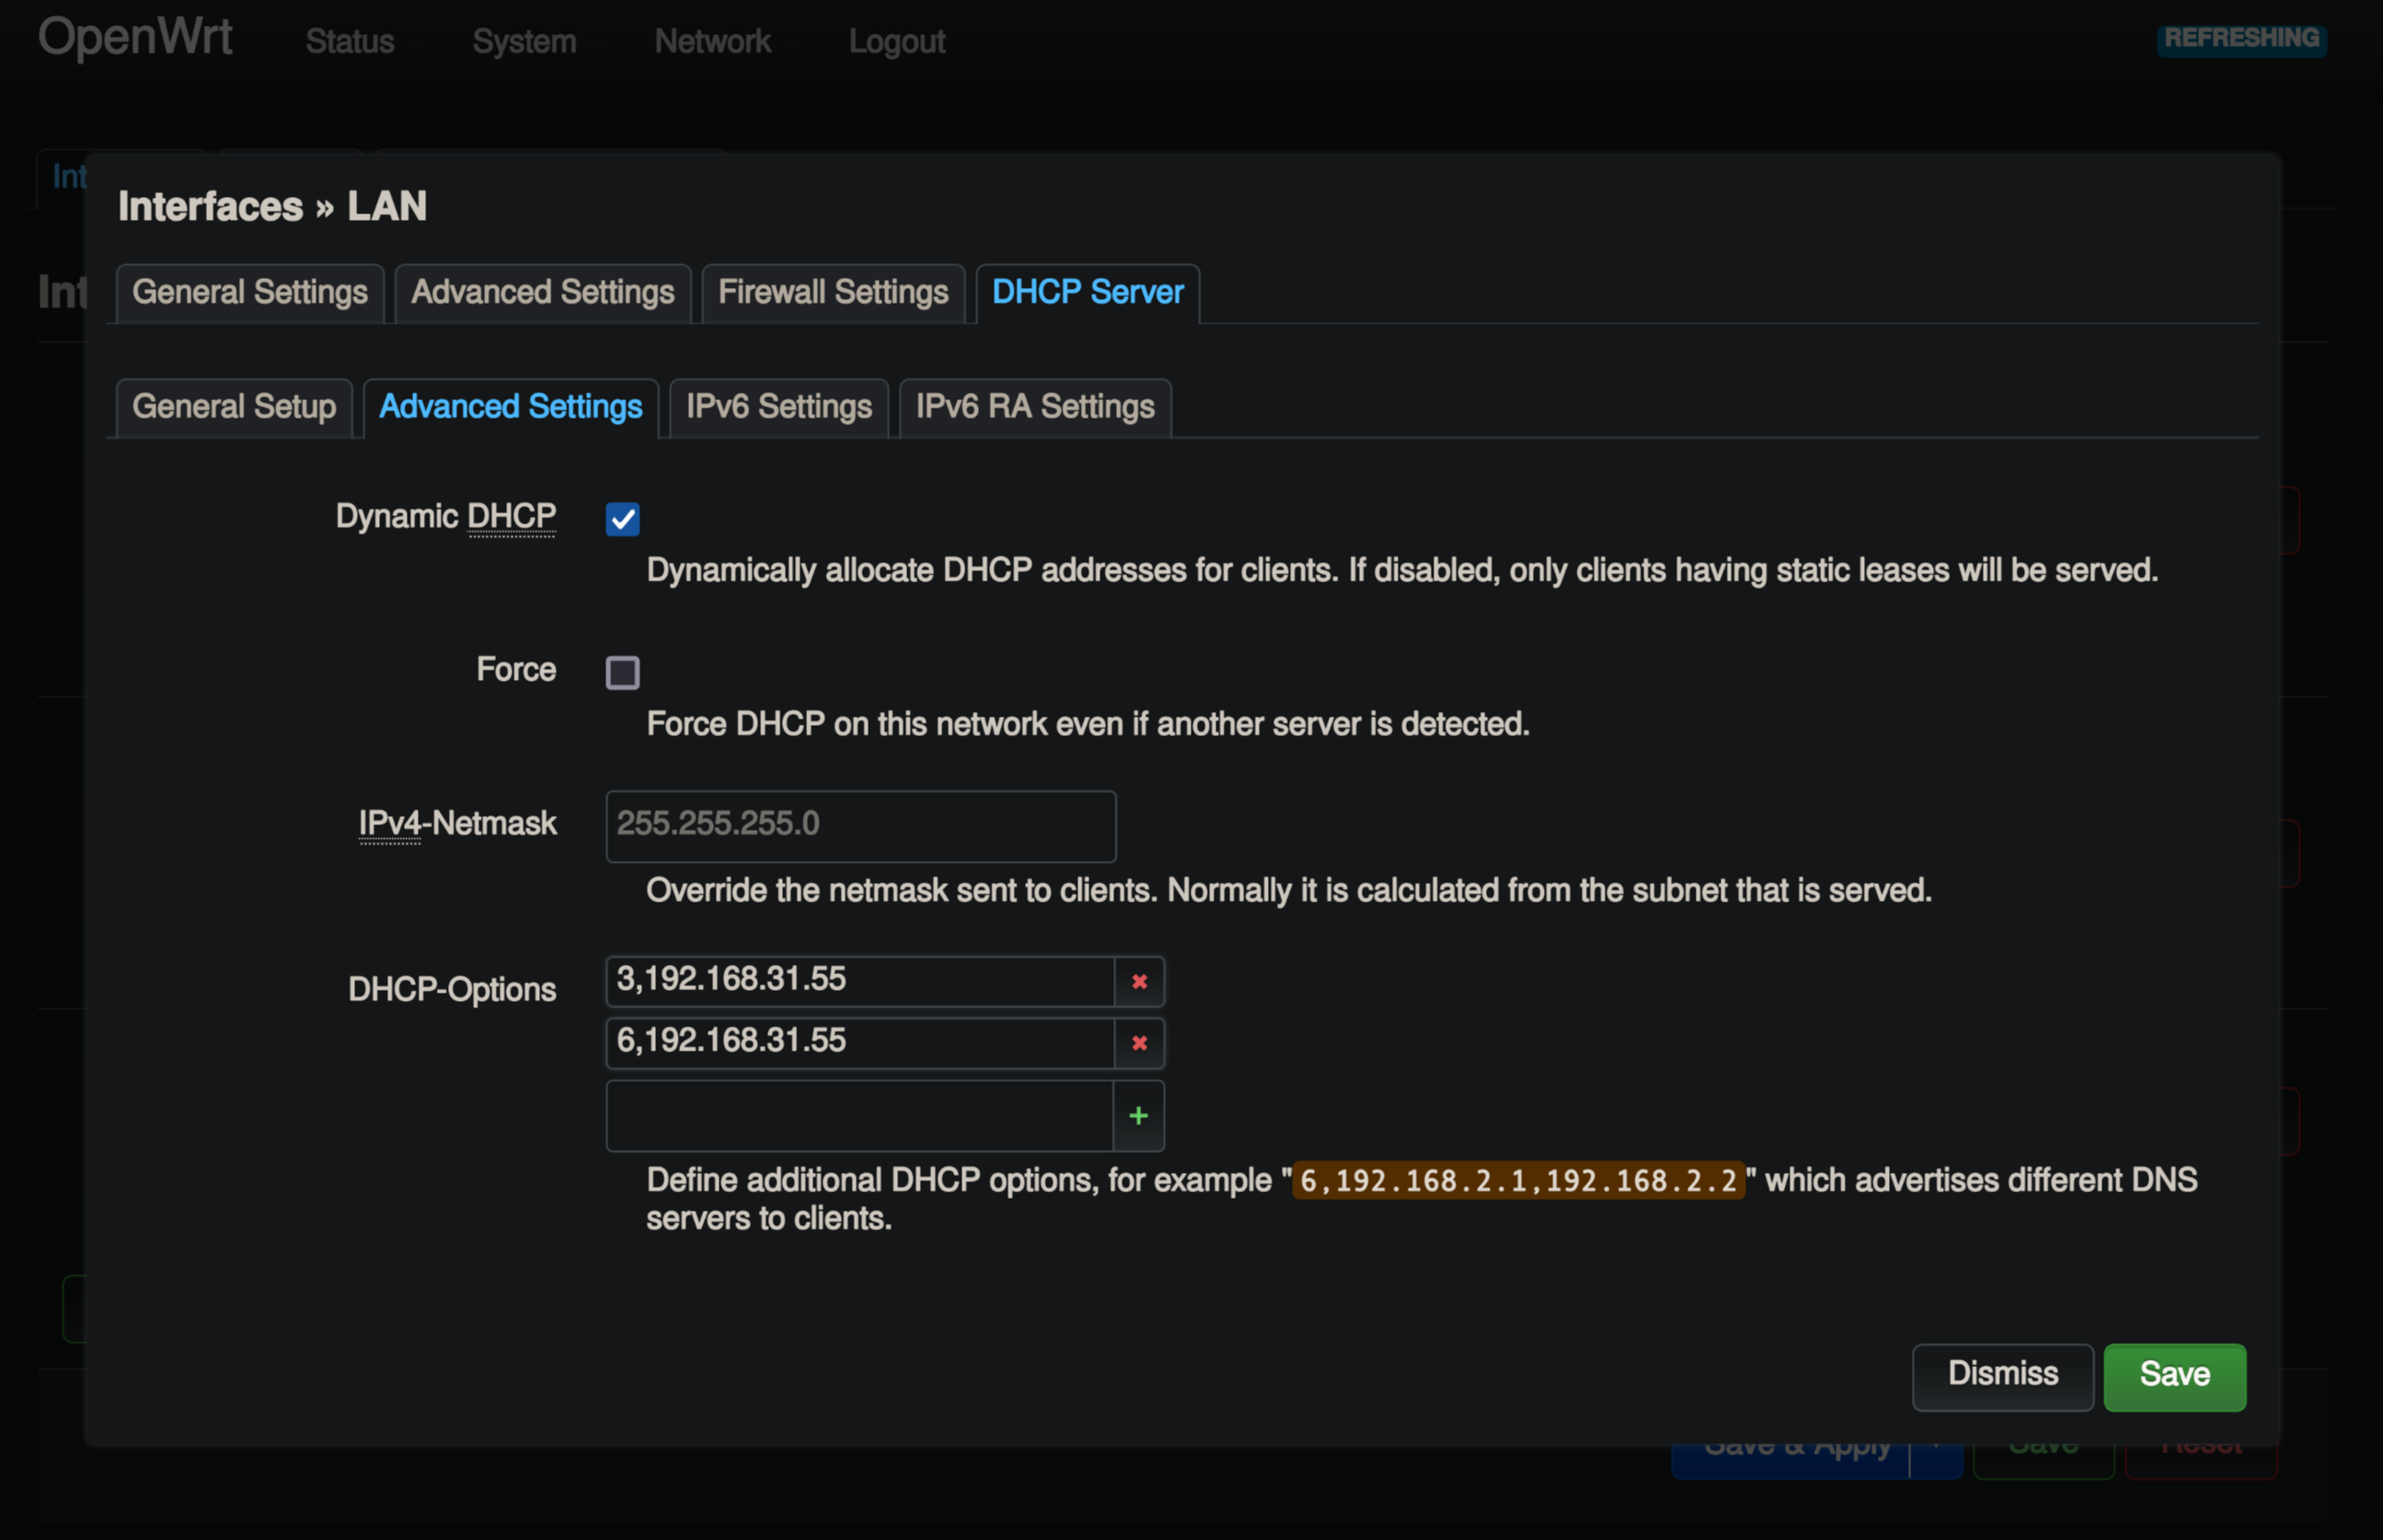 OpenWrt Status System Network Logout REFRESHING
Int
Interfaces » LAN
Int
General Settings Advanced Settings Firewall Settings DHCP Server
General Setup Advanced Settings IPv6 Settings IPv6 RA Settings
Dynamic DHCP
Dynamically allocate DHCP addresses for clients. If disabled, only clients having static leases will be served.
Force
Force DHCP on this network even if another server is detected.
IPv4-Netmask 255.255.255.0
Override the netmask sent to clients. Normally it is calculated from the subnet that is served.
DHCP-Options 3,192.168.31.55
6,192.168.31.55
Define additional DHCP options, for example "6,192.168.2.1,192.168.2.2" which advertises different DNS
servers to clients.
Dismiss Save
Save & Apply Save Reset